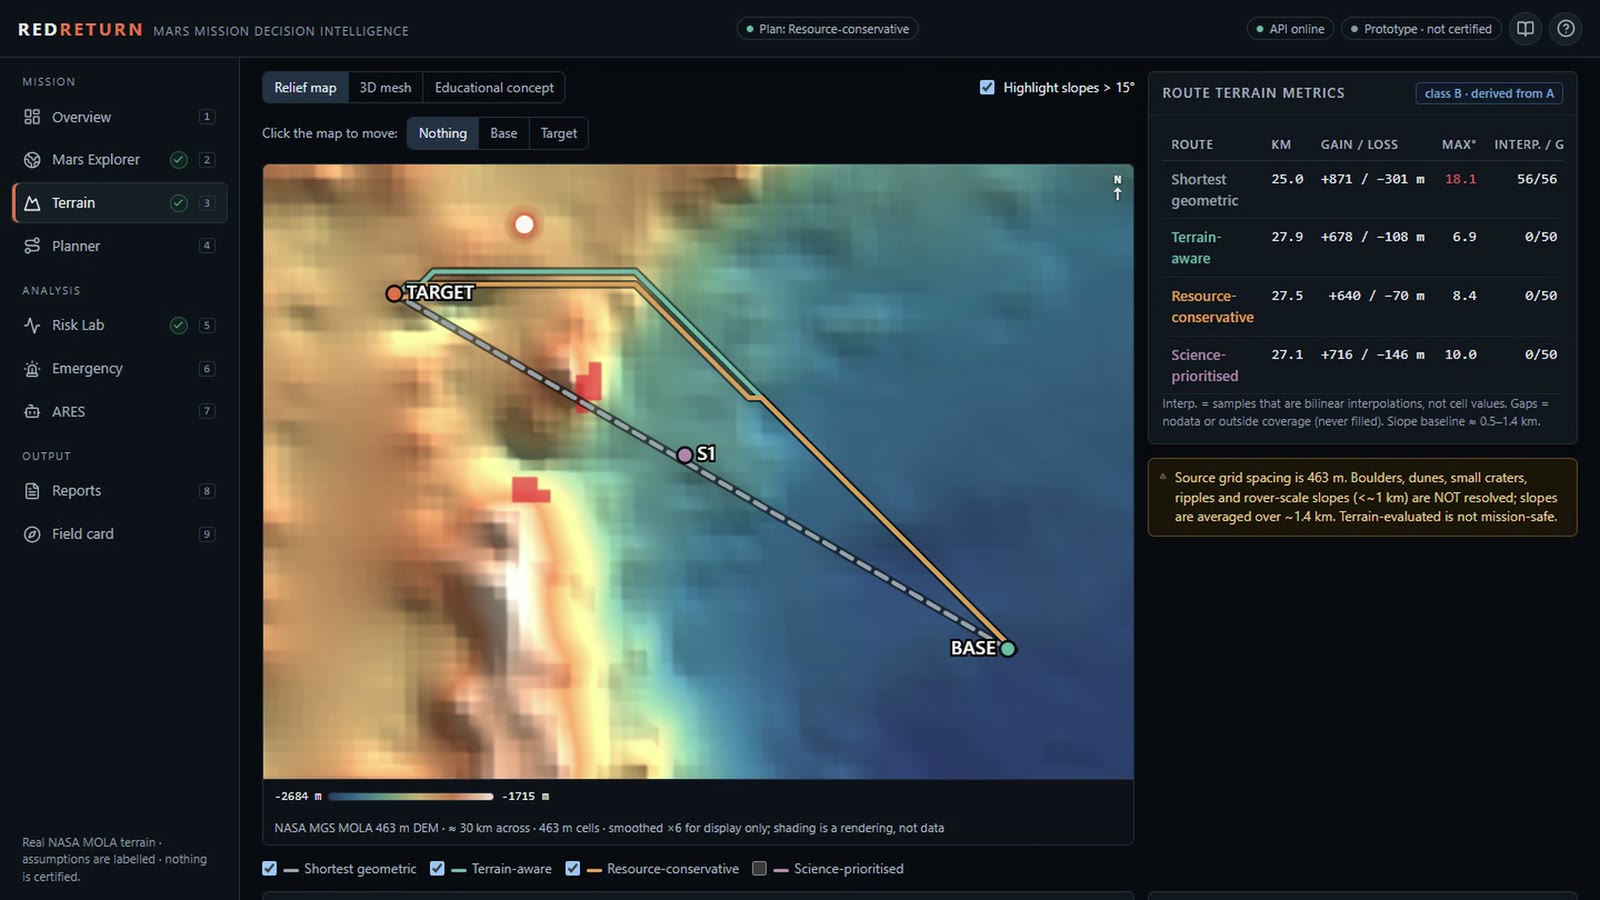 REDRETURN MARS MISSION DECISION INTELLIGENCE
Plan: Resource-conservative
API online
Prototype · not certified
?
MISSION
Overview 1
Mars Explorer 2
Terrain 3
Planner 4
ANALYSIS
Risk Lab 5
Emergency 6
ARES 7
OUTPUT
Reports 8
Field card 9
Real NASA MOLA terrain ·
assumptions are labelled · nothing
is certified.
Relief map 3D mesh Educational concept
Highlight slopes > 15°
Click the map to move: Nothing Base Target
N
TARGET
S1
BASE
-2684 m -1715 m
NASA MGS MOLA 463 m DEM · ≈ 30 km across · 463 m cells · smoothed ×6 for display only; shading is a rendering, not data
Shortest geometric Terrain-aware Resource-conservative Science-prioritised
ROUTE TERRAIN METRICS class B · derived from A
ROUTE KM GAIN / LOSS MAX° INTERP. / G
Shortest 25.0 +871 / −301 m 18.1 56/56
geometric
Terrain- 27.9 +678 / −108 m 6.9 0/50
aware
Resource- 27.5 +640 / −70 m 8.4 0/50
conservative
Science- 27.1 +716 / −146 m 10.0 0/50
prioritised
Interp. = samples that are bilinear interpolations, not cell values. Gaps =
nodata or outside coverage (never filled). Slope baseline ≈ 0.5–1.4 km.
Source grid spacing is 463 m. Boulders, dunes, small craters,
ripples and rover-scale slopes (<~1 km) are NOT resolved; slopes
are averaged over ~1.4 km. Terrain-evaluated is not mission-safe.